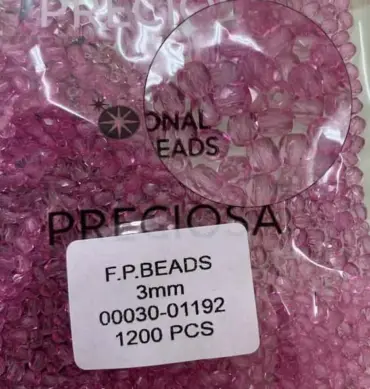 PRECIOSA
ONAL
EADS
PRECIOSA
F.P.BEADS
3mm
00030-01192
1200 PCS